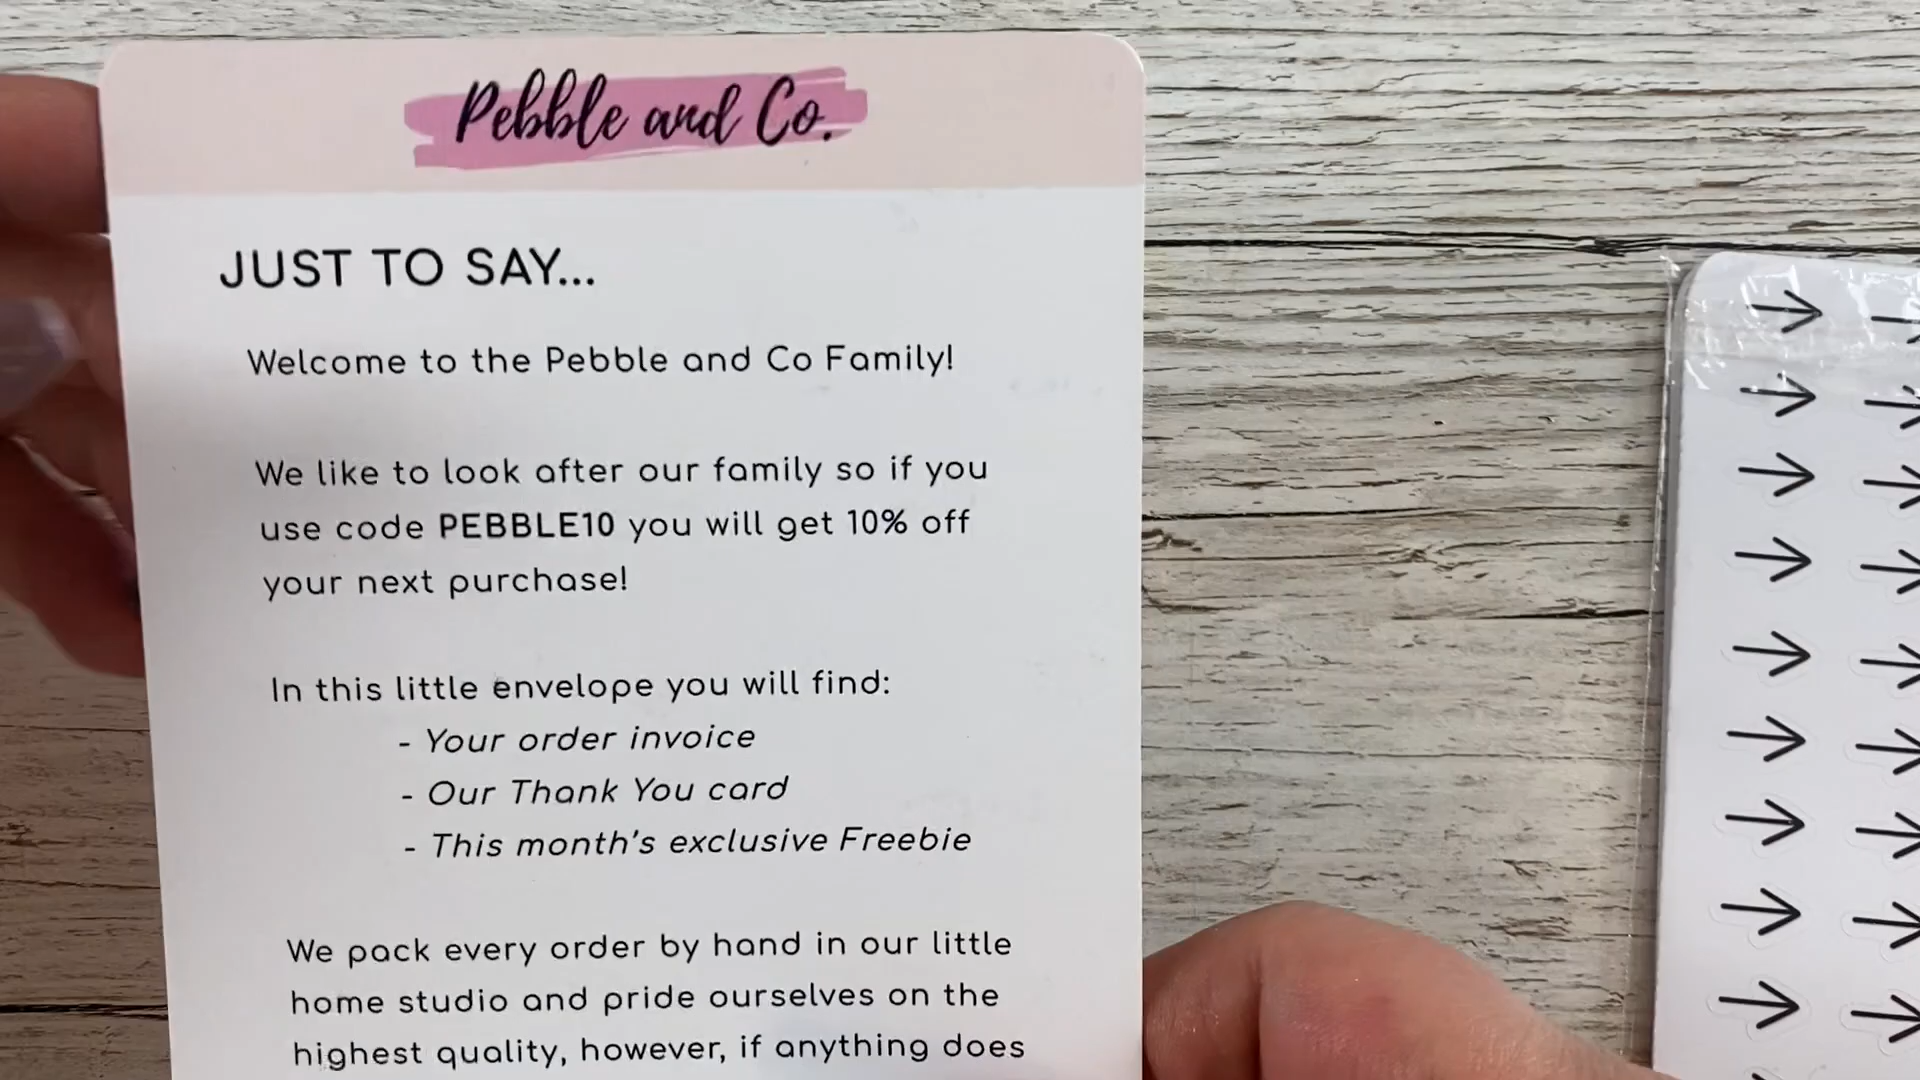 Pebble and Co.
JUST TO SAY...
Welcome to the Pebble and Co Family!
We like to look after our family so if you
use code PEBBLE10 you will get 10% off
your next purchase!
In this little envelope you will find:
- Your order invoice
- Our Thank You card
- This month's exclusive Freebie
We pack every order by hand in our little
home studio and pride ourselves on the
highest quality, however, if anything does